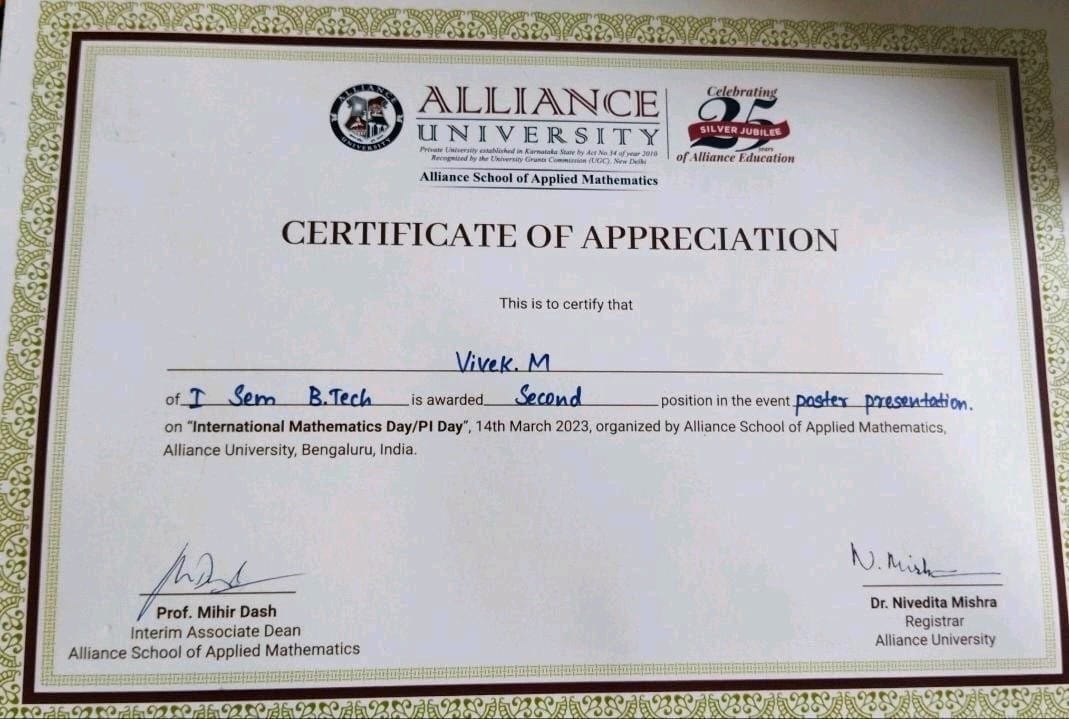 ALLIANCE UNIVERSITY
ALLIANCE
UNIVERSITY
Private University established in Karnataka State by Act No.34 of year 2010
Recognized by the University Grants Commission (UGC), New Delhi
Alliance School of Applied Mathematics
Celebrating
25
SILVER JUBILEE
years
of Alliance Education
CERTIFICATE OF APPRECIATION
This is to certify that
Vivek. M
of I Sem B.Tech is awarded Second position in the event poster presentation.
on “International Mathematics Day/PI Day”, 14th March 2023, organized by Alliance School of Applied Mathematics,
Alliance University, Bengaluru, India.
N. Mish
Prof. Mihir Dash
Interim Associate Dean
Alliance School of Applied Mathematics
Dr. Nivedita Mishra
Registrar
Alliance University